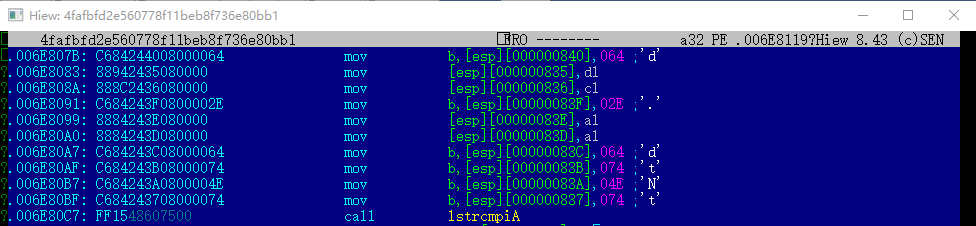 Hiew: 4fafbfd2e560778f11beb8f736e80bb1
4fafbfd2e560778f11beb8f736e80bb1 FRO -------- a32 PE .006E8119?Hiew 8.43 (c)SEN
?.006E807B: C684244008000064 mov b,[esp][000000840],064 ;'d'
?.006E8083: 88942435080000 mov [esp][000000835],dl
?.006E808A: 888C2436080000 mov [esp][000000836],cl
?.006E8091: C684243F0800002E mov b,[esp][00000083F],02E ;'.'
?.006E8099: 8884243E080000 mov [esp][00000083E],al
?.006E80A0: 8884243D080000 mov [esp][00000083D],al
?.006E80A7: C684243C08000064 mov b,[esp][00000083C],064 ;'d'
?.006E80AF: C684243B08000074 mov b,[esp][00000083B],074 ;'t'
?.006E80B7: C684243A0800004E mov b,[esp][00000083A],04E ;'N'
?.006E80BF: C684243708000074 mov b,[esp][000000837],074 ;'t'
?.006E80C7: FF1548607500 call lstrcmpiA